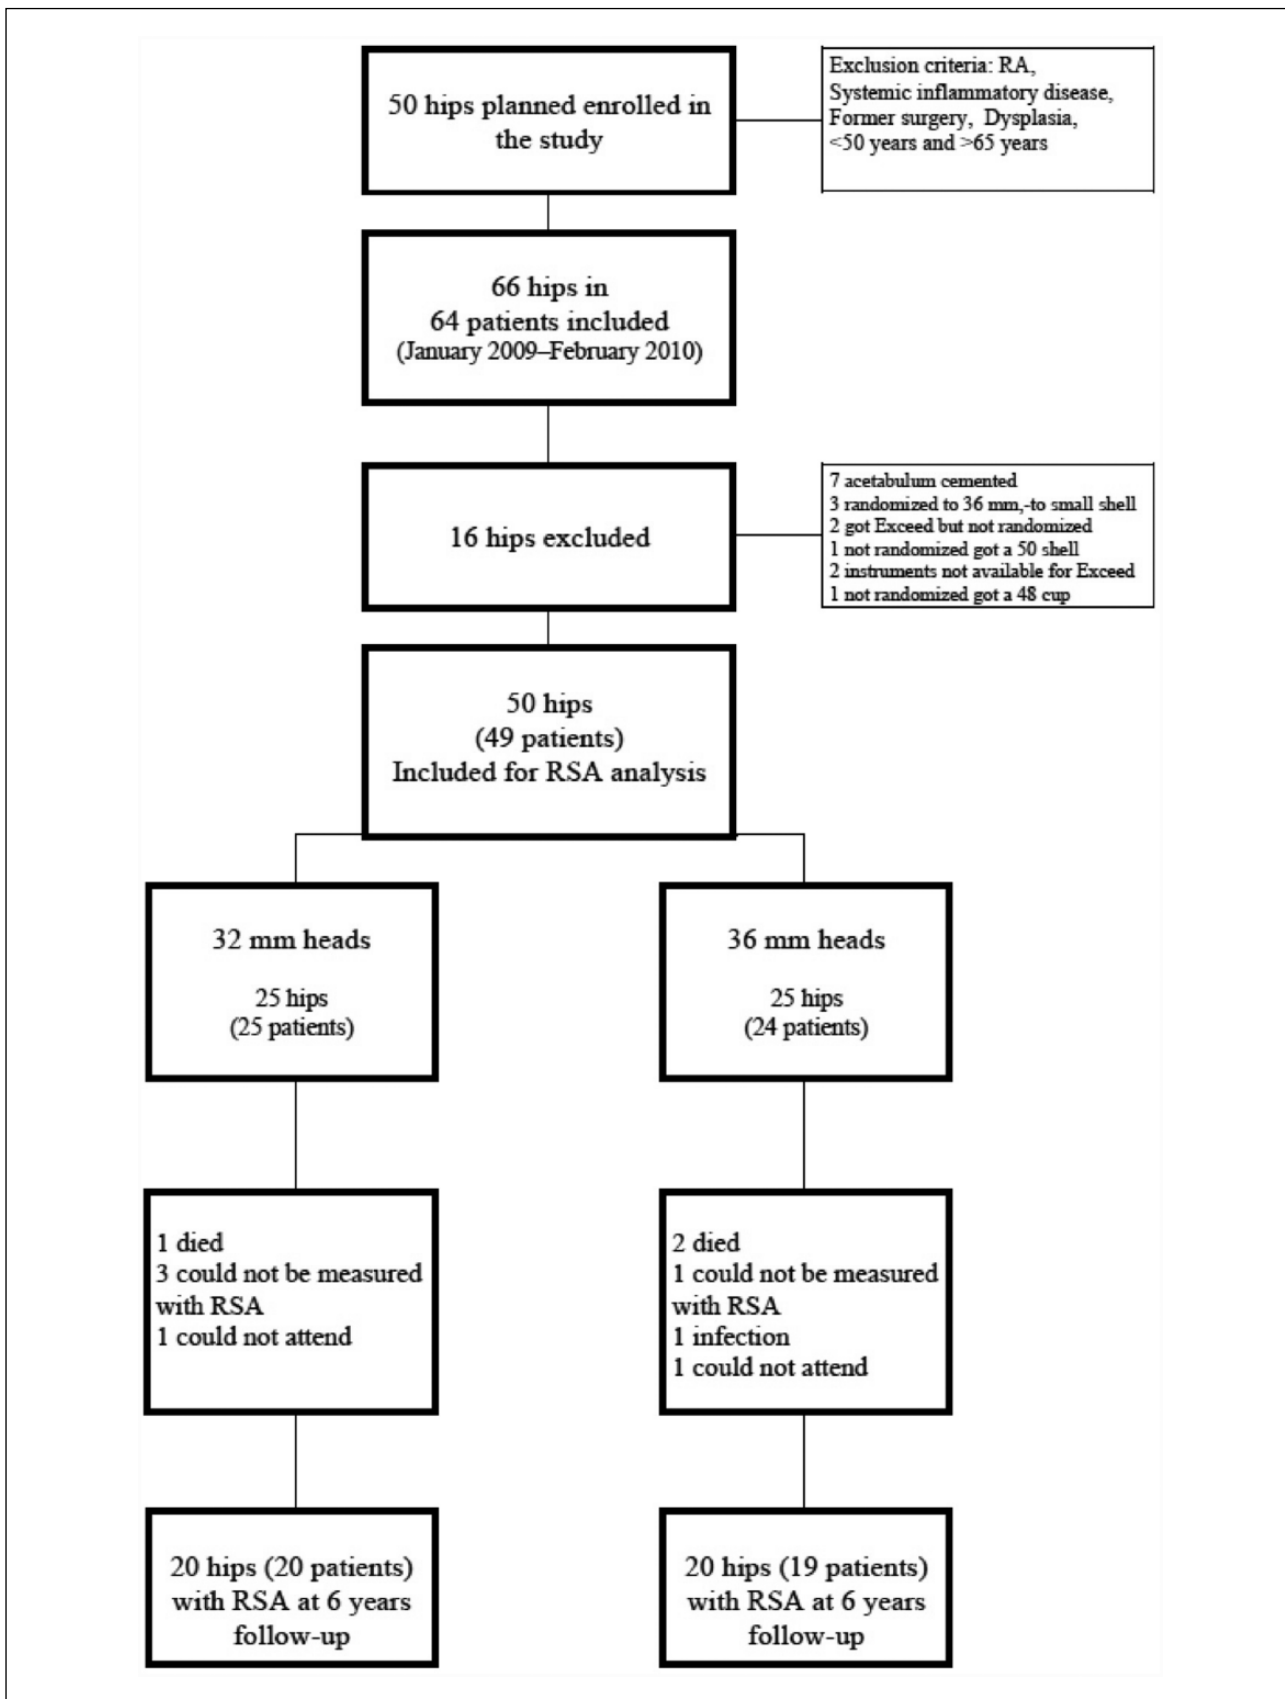 50 hips planned enrolled in
the study
Exclusion criteria: RA,
Systemic inflammatory disease,
Former surgery, Dysplasia,
<50 years and >65 years
66 hips in
64 patients included
(January 2009–February 2010)
16 hips excluded
7 acetabulum cemented
3 randomized to 36 mm,-to small shell
2 got Exceed but not randomized
1 not randomized got a 50 shell
2 instruments not available for Exceed
1 not randomized got a 48 cup
50 hips
(49 patients)
Included for RSA analysis
32 mm heads
25 hips
(25 patients)
36 mm heads
25 hips
(24 patients)
1 died
3 could not be measured
with RSA
1 could not attend
2 died
1 could not be measured
with RSA
1 infection
1 could not attend
20 hips (20 patients)
with RSA at 6 years
follow-up
20 hips (19 patients)
with RSA at 6 years
follow-up